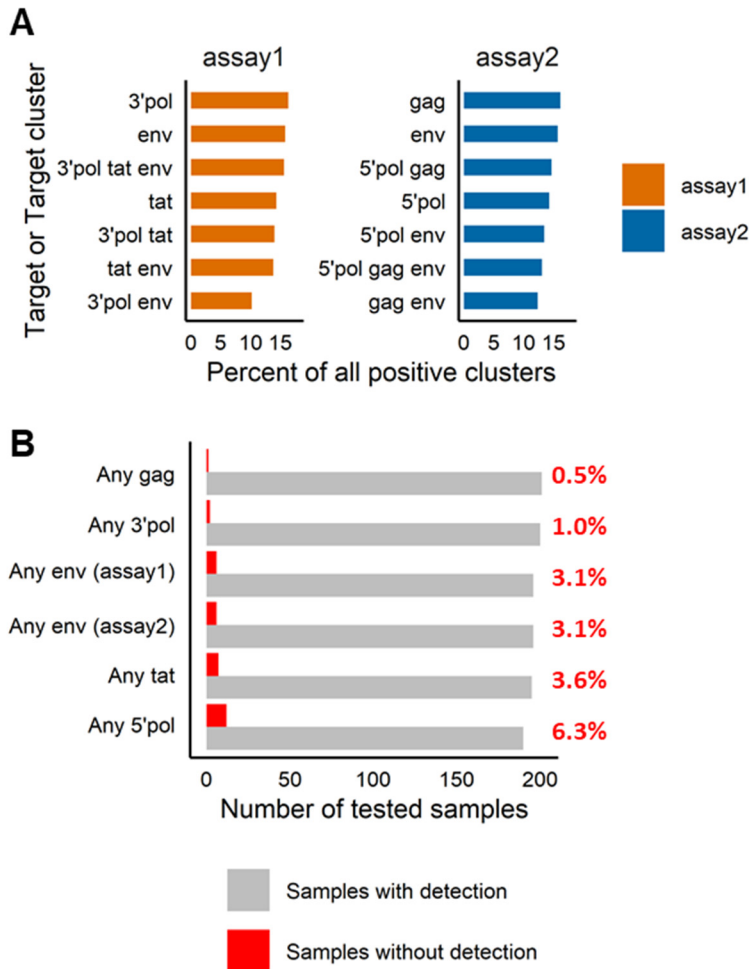 A
assay1
assay2
Target or Target cluster
3'pol
env
3'pol tat env
tat
3'pol tat
tat env
3'pol env
0 5 10 15
gag
env
5'pol gag
5'pol
5'pol env
5'pol gag env
gag env
0 5 10 15
assay1
assay2
Percent of all positive clusters
B
Any gag 0.5%
Any 3'pol 1.0%
Any env (assay1) 3.1%
Any env (assay2) 3.1%
Any tat 3.6%
Any 5'pol 6.3%
0 50 100 150 200
Number of tested samples
Samples with detection
Samples without detection